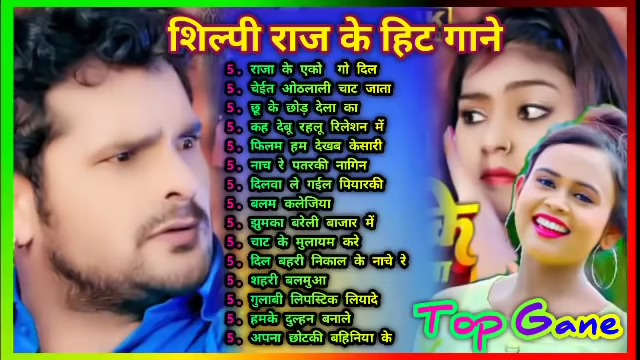 शिल्पी राज के हिट गाने
5. राजा के एको गो दिल
5. चेईत ओठलाली चाट जाता
5. छू के छोड़ देला का
5. कह देबू रहलू रिलेशन में
5. फिलम हम देखब केसारी
5. नाच रे पतरकी नागिन
5. दिलवा ले गईल पियारकी
5. बलम कलेजिया
5. झुमका बरेली बाजार में
5. चाट के मुलायम करे
5. दिल बहरी निकाल के नाचे रे
5. शहरी बलमुआ
5. गुलाबी लिपस्टिक लियादे
5. हमके दुल्हन बनाले
5. अपना छोटकी बहिनिया के
Top Gane